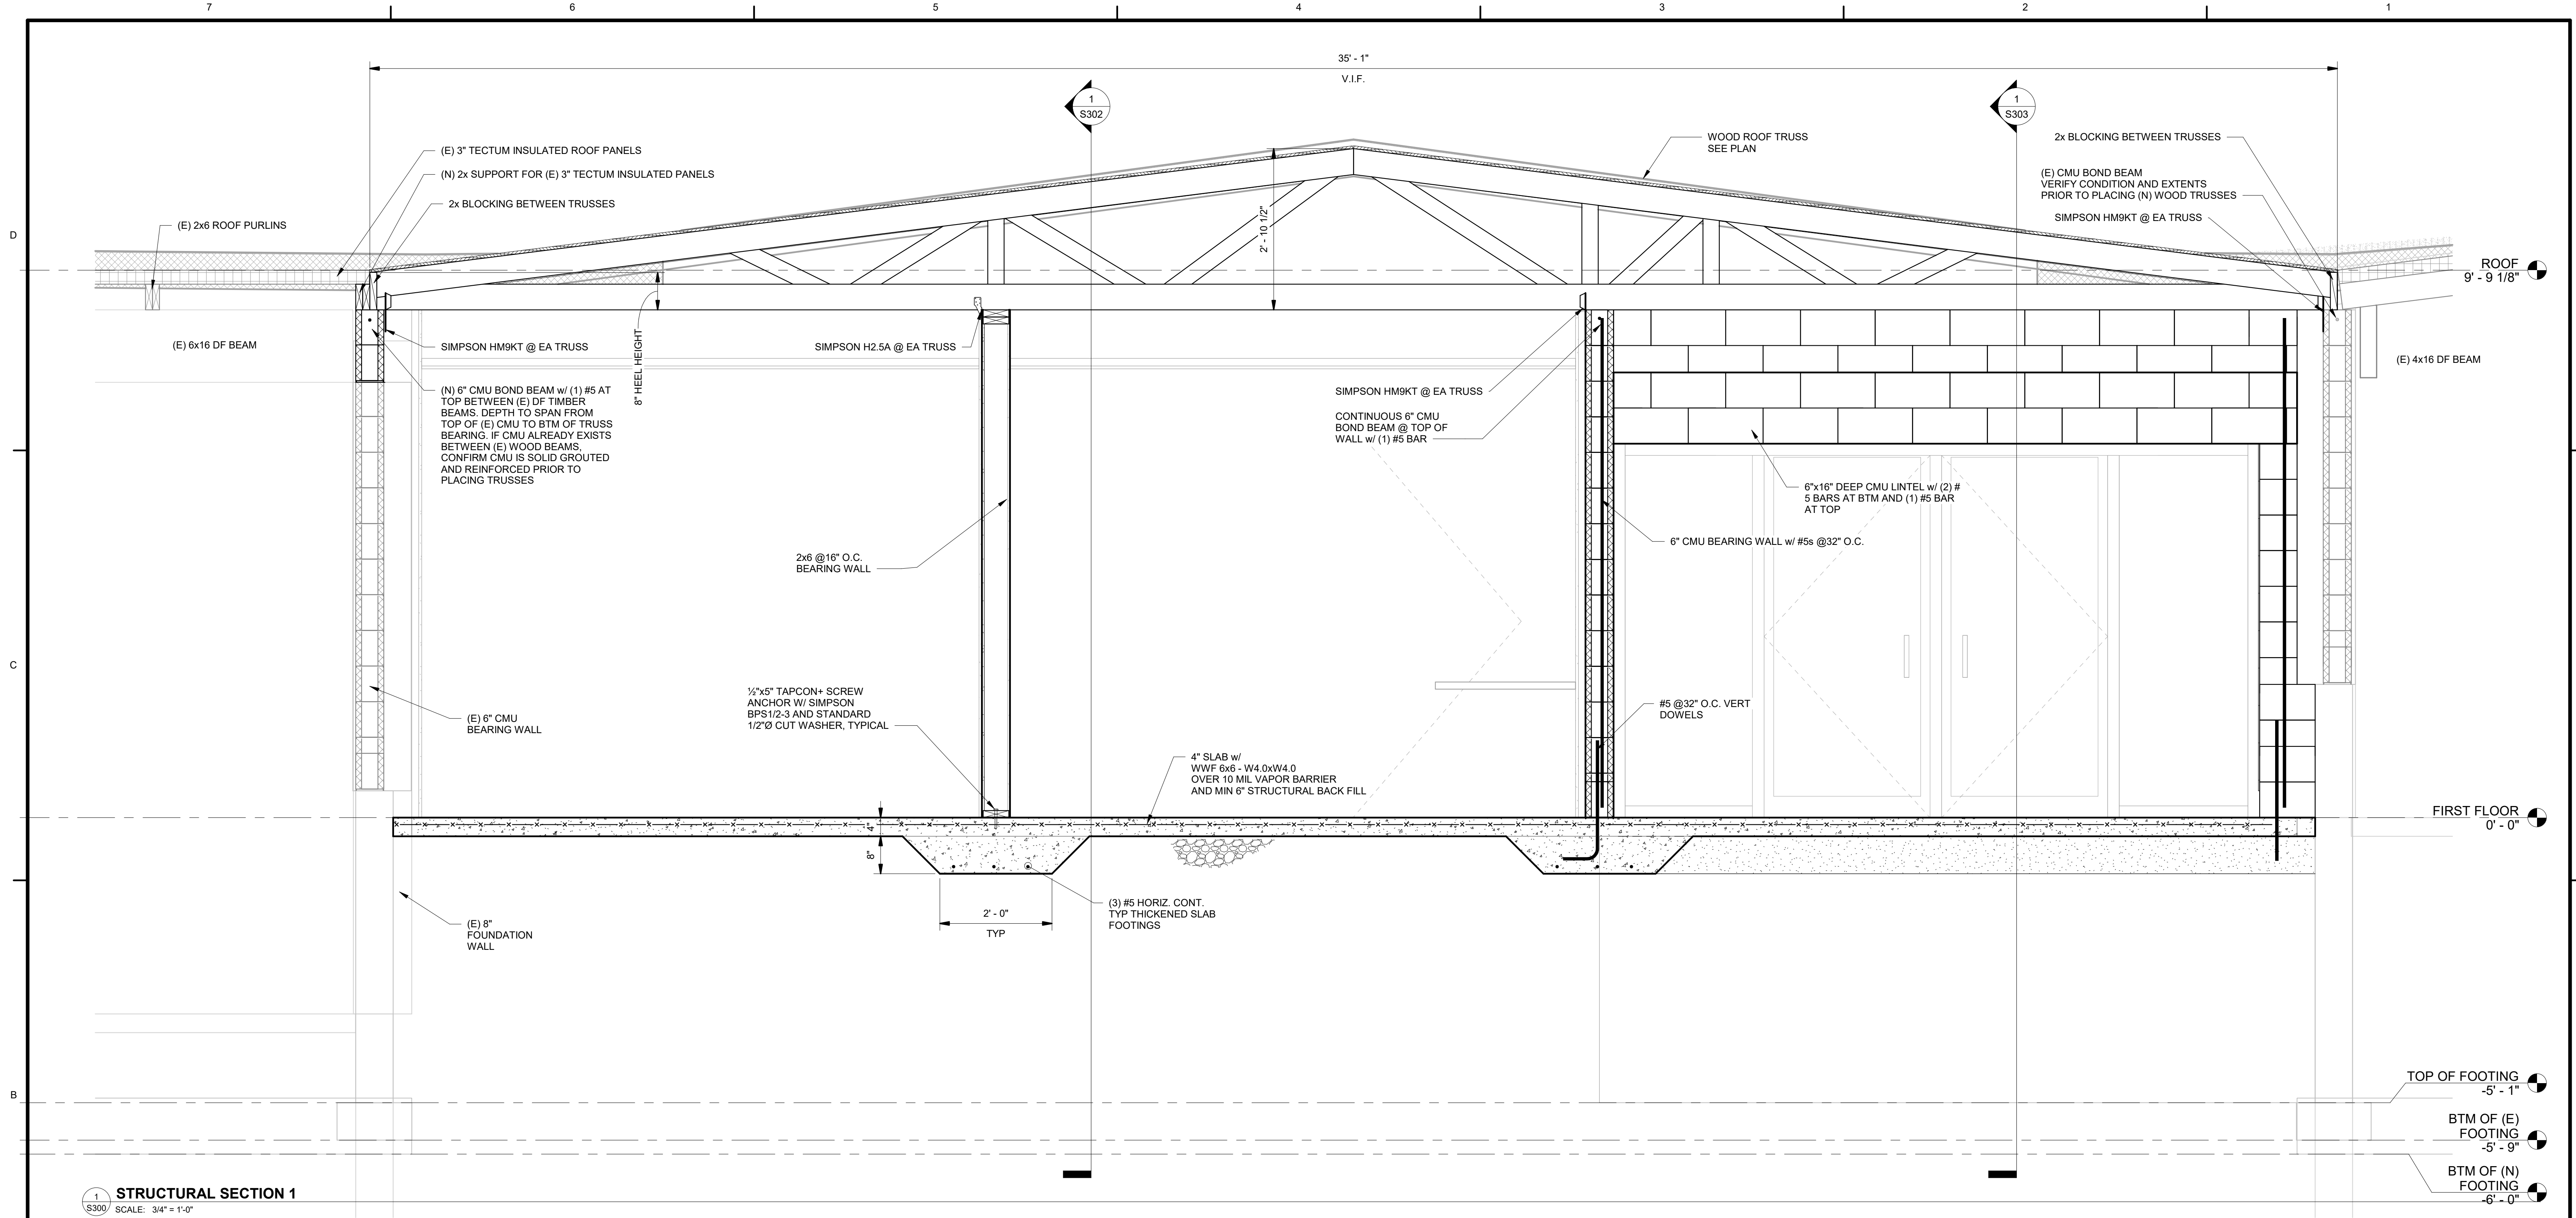 7 6 5 4 3 2 1
35' - 1"
V.I.F.
1
S302
1
S303
WOOD ROOF TRUSS
SEE PLAN
2x BLOCKING BETWEEN TRUSSES
(E) 3" TECTUM INSULATED ROOF PANELS
(N) 2x SUPPORT FOR (E) 3" TECTUM INSULATED PANELS
2x BLOCKING BETWEEN TRUSSES
(E) 2x6 ROOF PURLINS
(E) CMU BOND BEAM
VERIFY CONDITION AND EXTENTS
PRIOR TO PLACING (N) WOOD TRUSSES
SIMPSON HM9KT @ EA TRUSS
D
2' - 10 1/2"
ROOF
9' - 9 1/8"
(E) 6x16 DF BEAM
SIMPSON HM9KT @ EA TRUSS
8" HEEL HEIGHT
SIMPSON H2.5A @ EA TRUSS
(E) 4x16 DF BEAM
(N) 6" CMU BOND BEAM w/ (1) #5 AT
TOP BETWEEN (E) DF TIMBER
BEAMS. DEPTH TO SPAN FROM
TOP OF (E) CMU TO BTM OF TRUSS
BEARING. IF CMU ALREADY EXISTS
BETWEEN (E) WOOD BEAMS,
CONFIRM CMU IS SOLID GROUTED
AND REINFORCED PRIOR TO
PLACING TRUSSES
SIMPSON HM9KT @ EA TRUSS
CONTINUOUS 6" CMU
BOND BEAM @ TOP OF
WALL w/ (1) #5 BAR
6"x16" DEEP CMU LINTEL w/ (2) #
5 BARS AT BTM AND (1) #5 BAR
AT TOP
6" CMU BEARING WALL w/ #5s @32" O.C.
2x6 @16" O.C.
BEARING WALL
C
½"x5" TAPCON+ SCREW
ANCHOR W/ SIMPSON
BPS1/2-3 AND STANDARD
1/2"Ø CUT WASHER, TYPICAL
(E) 6" CMU
BEARING WALL
#5 @32" O.C. VERT
DOWELS
4" SLAB w/
WWF 6x6 - W4.0xW4.0
OVER 10 MIL VAPOR BARRIER
AND MIN 6" STRUCTURAL BACK FILL
FIRST FLOOR
0' - 0"
4"
8"
(E) 8"
FOUNDATION
WALL
2' - 0"
TYP
(3) #5 HORIZ. CONT.
TYP THICKENED SLAB
FOOTINGS
B
TOP OF FOOTING
-5' - 1"
BTM OF (E)
FOOTING
-5' - 9"
BTM OF (N)
FOOTING
-6' - 0"
1
S300
STRUCTURAL SECTION 1
SCALE: 3/4" = 1'-0"